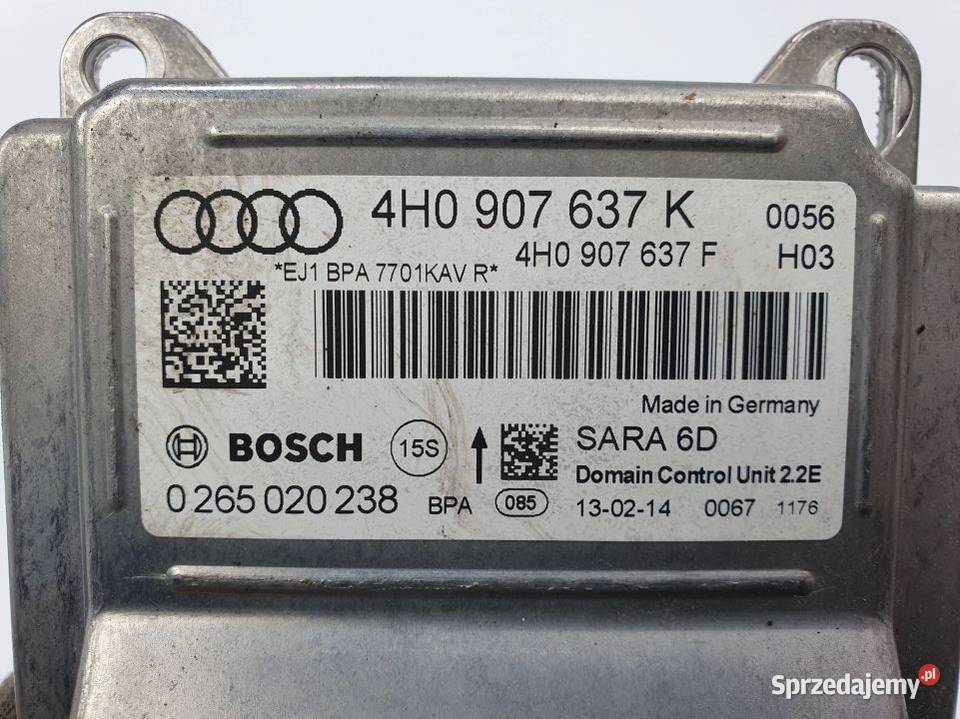 4H0 907 637 K 0056
4H0 907 637 F H03
*EJ1 BPA 7701KAV R*
Made in Germany
BOSCH 15S SARA 6D
Domain Control Unit 2.2E
0 265 020 238 BPA 085 13-02-14 0067 1176
Sprzedajemy.pl